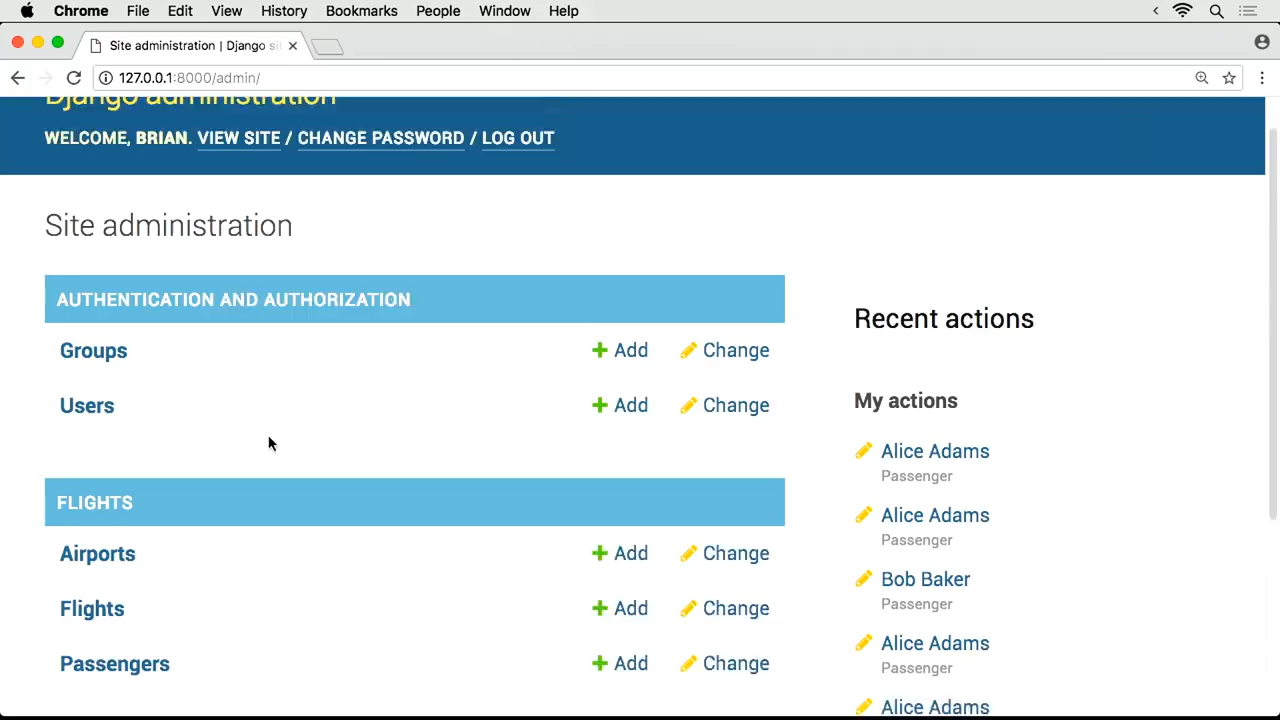 Chrome File Edit View History Bookmarks People Window Help
Site administration | Django si
127.0.0.1:8000/admin/
Django administration
WELCOME, BRIAN. VIEW SITE / CHANGE PASSWORD / LOG OUT
Site administration
AUTHENTICATION AND AUTHORIZATION
Groups Add Change
Users Add Change
FLIGHTS
Airports Add Change
Flights Add Change
Passengers Add Change
Recent actions
My actions
Alice Adams
Passenger
Alice Adams
Passenger
Bob Baker
Passenger
Alice Adams
Passenger
Alice Adams